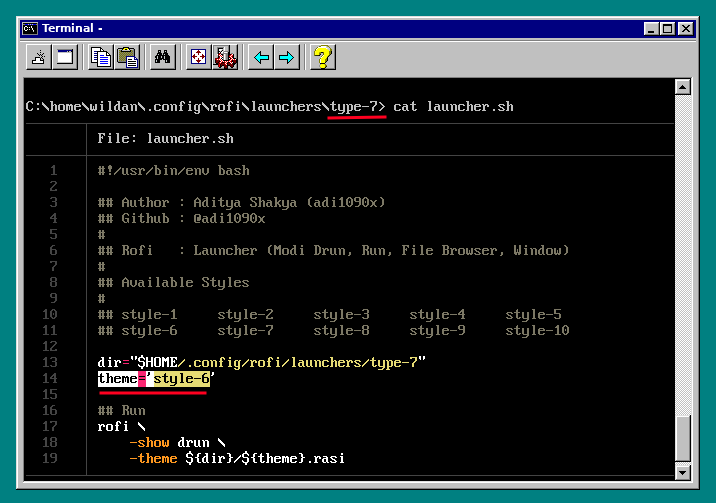 Terminal -
C:\home\wildan\.config\rofi\launchers\type-7> cat launcher.sh
File: launcher.sh
1 #!/usr/bin/env bash
2
3 ## Author : Aditya Shakya (adi1090x)
4 ## Github : @adi1090x
5 #
6 ## Rofi   : Launcher (Modi Drun, Run, File Browser, Window)
7 #
8 ## Available Styles
9 #
10 ## style-1     style-2     style-3     style-4     style-5
11 ## style-6     style-7     style-8     style-9     style-10
12
13 dir="$HOME/.config/rofi/launchers/type-7"
14 theme='style-6'
15
16 ## Run
17 rofi \
18     -show drun \
19     -theme ${dir}/${theme}.rasi